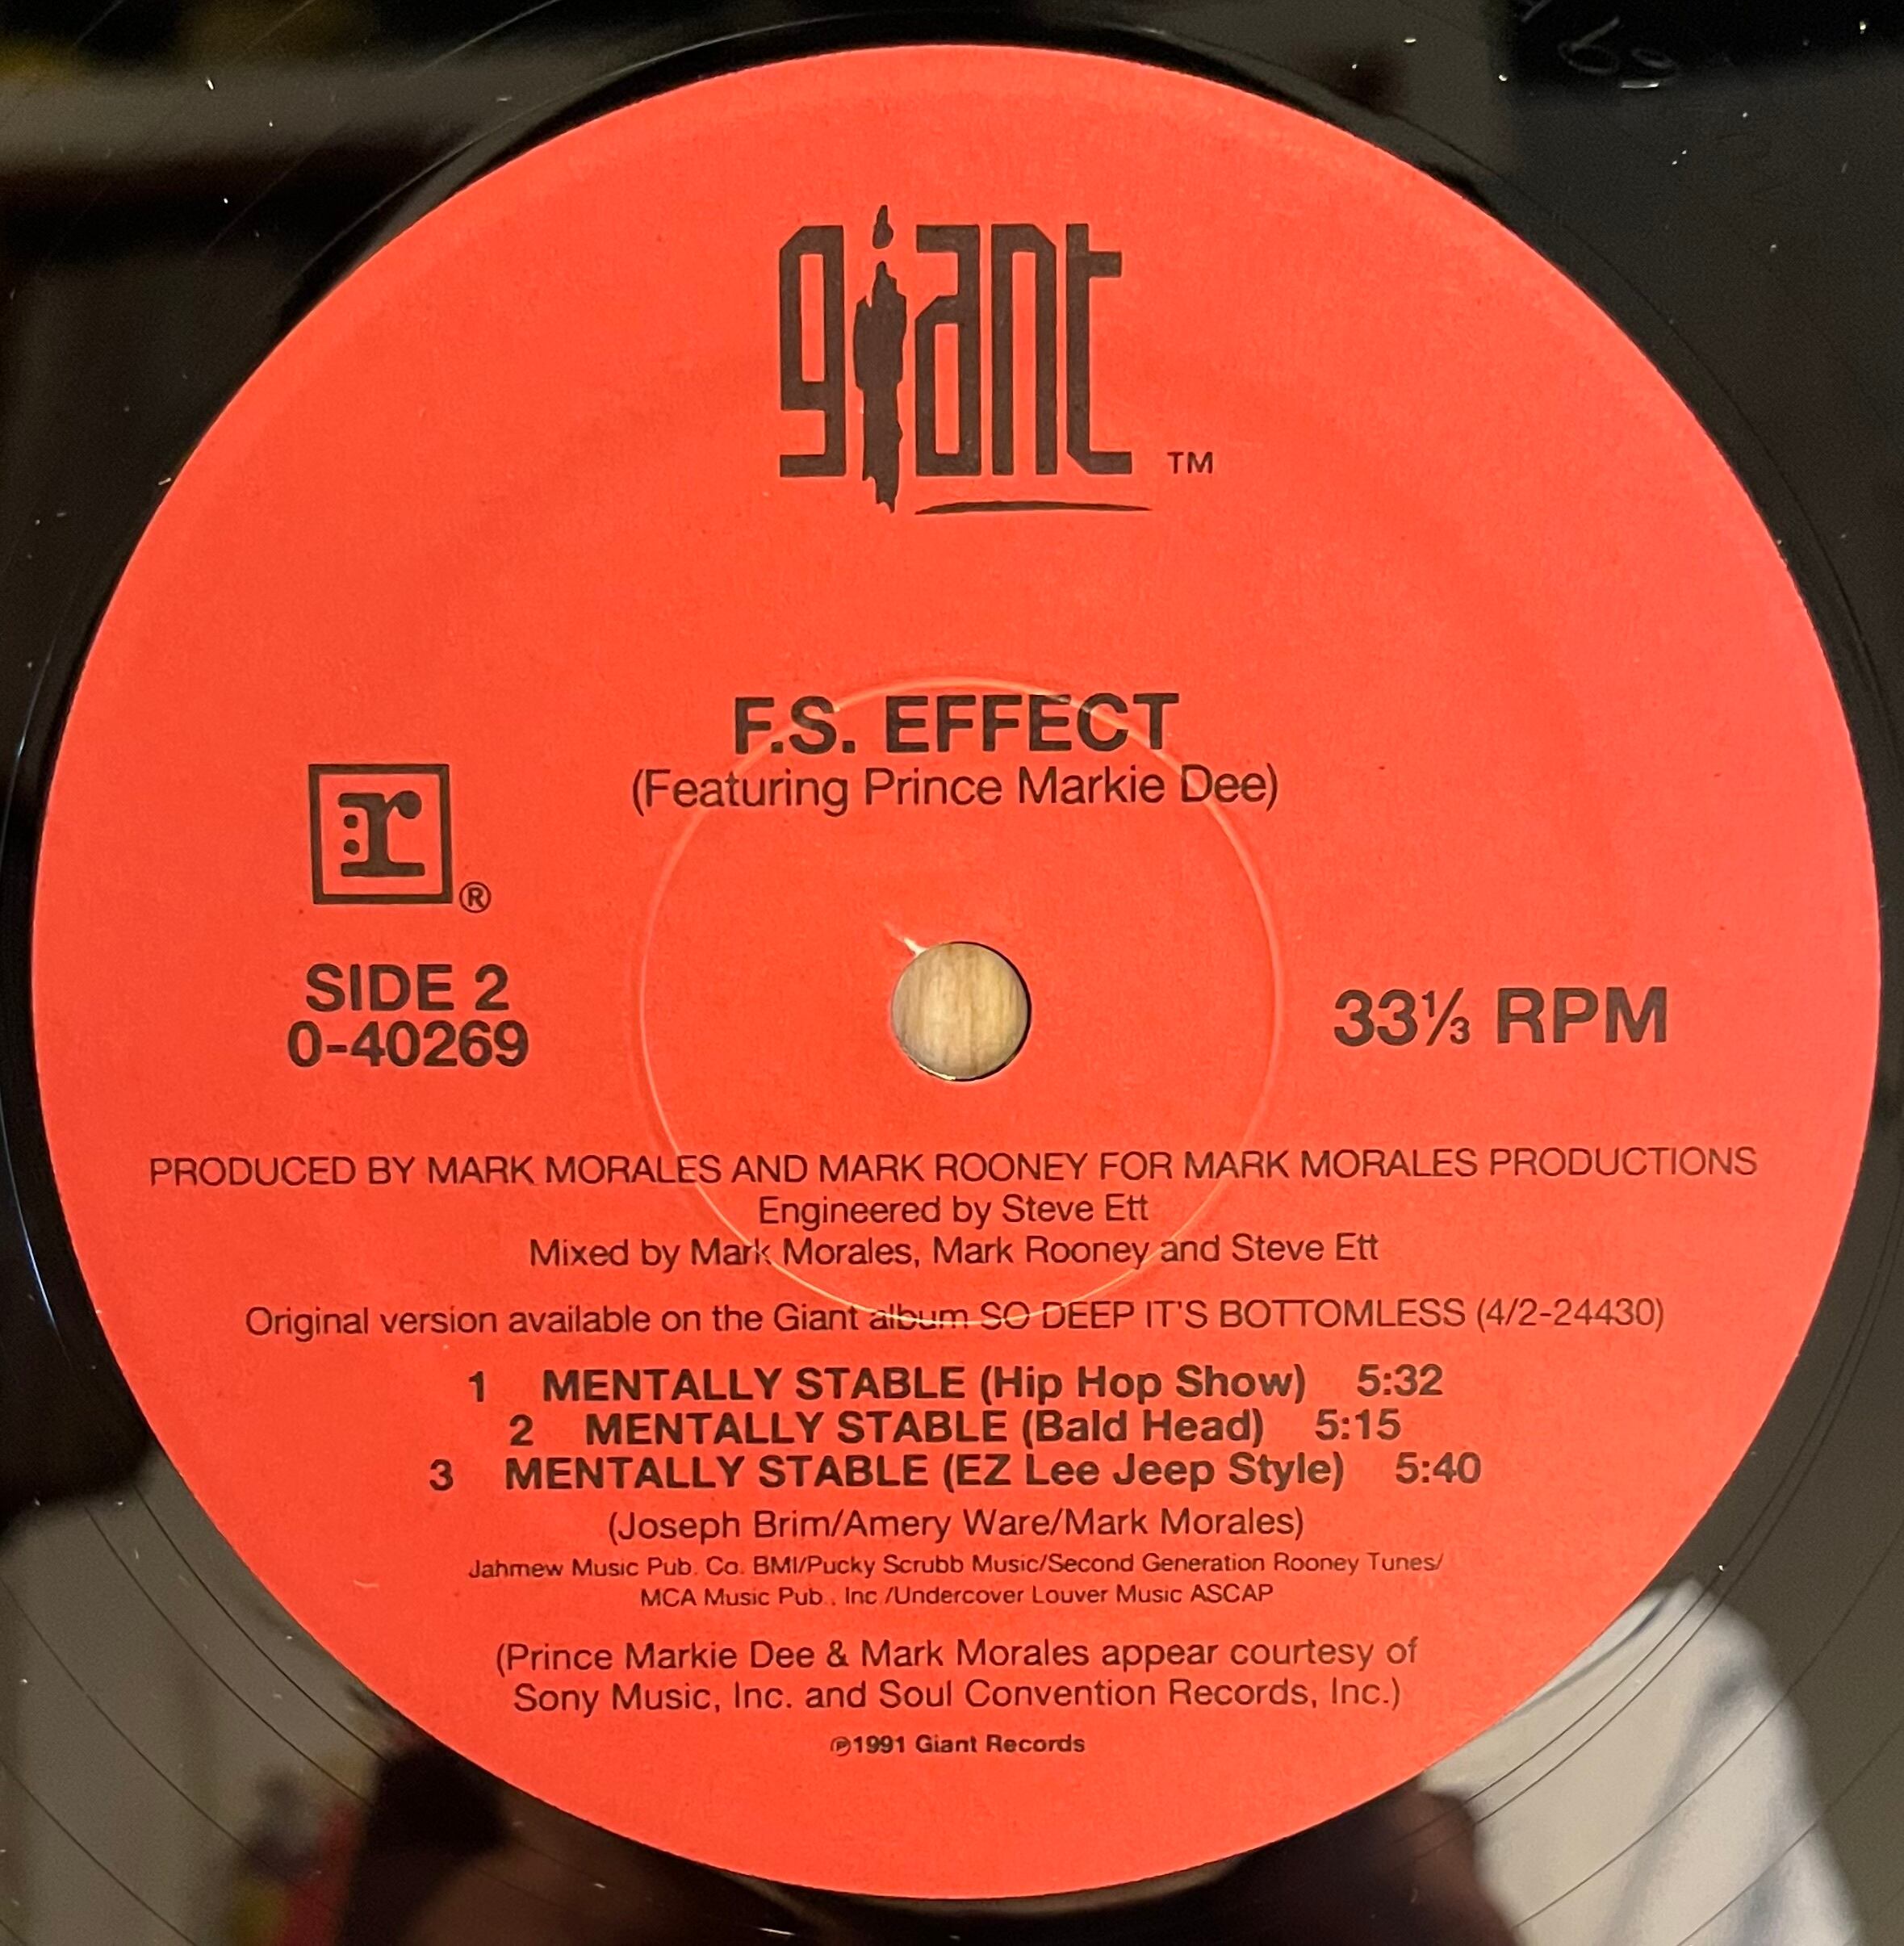 giant TM
F.S. EFFECT
(Featuring Prince Markie Dee)
:r ®
SIDE 2
0-40269
33⅓ RPM
PRODUCED BY MARK MORALES AND MARK ROONEY FOR MARK MORALES PRODUCTIONS
Engineered by Steve Ett
Mixed by Mark Morales, Mark Rooney and Steve Ett
Original version available on the Giant album SO DEEP IT'S BOTTOMLESS (4/2-24430)
1 MENTALLY STABLE (Hip Hop Show) 5:32
2 MENTALLY STABLE (Bald Head) 5:15
3 MENTALLY STABLE (EZ Lee Jeep Style) 5:40
(Joseph Brim/Amery Ware/Mark Morales)
Jahmew Music Pub. Co. BMI/Pucky Scrubb Music/Second Generation Rooney Tunes/
MCA Music Pub., Inc /Undercover Louver Music ASCAP
(Prince Markie Dee & Mark Morales appear courtesy of
Sony Music, Inc. and Soul Convention Records, Inc.)
℗1991 Giant Records